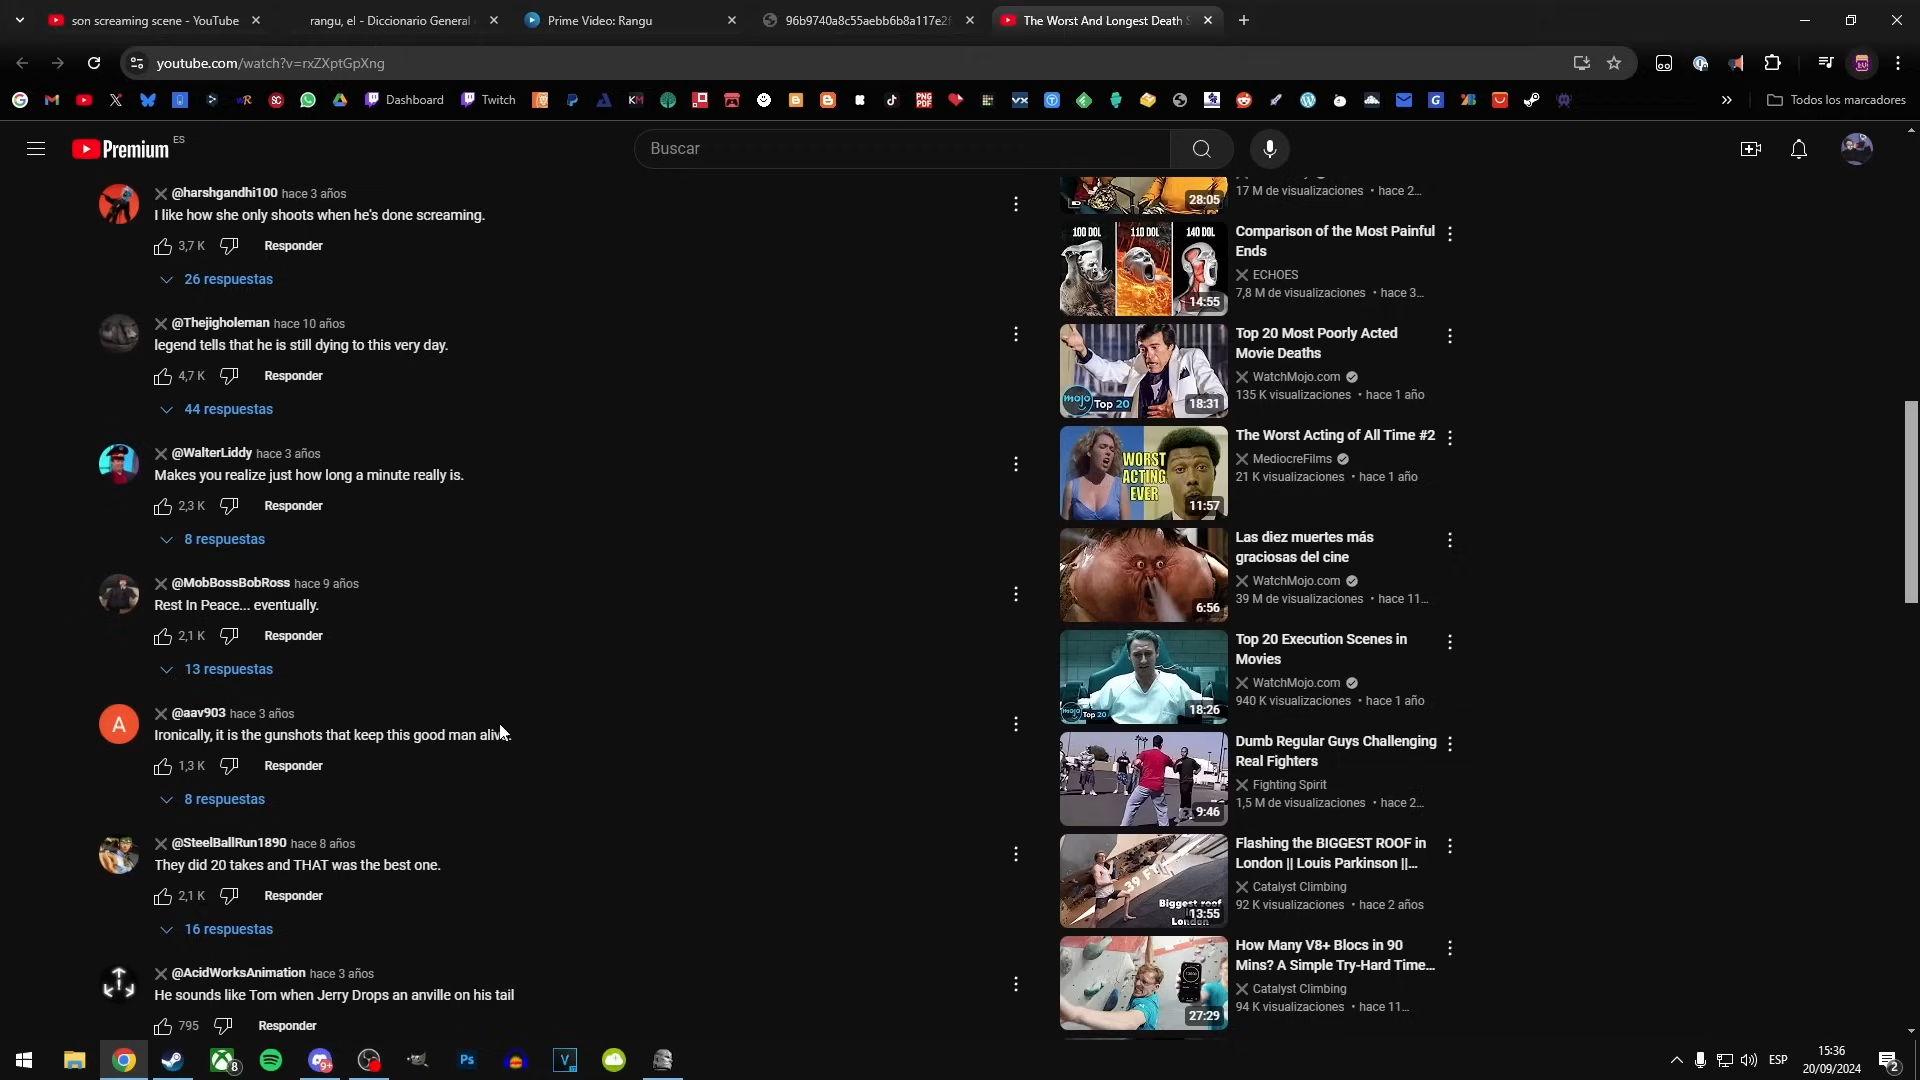 son screaming scene - YouTube
rangu, el - Diccionario General
Prime Video: Rangu
96b9740a8c55aebb6b8a117e2
The Worst And Longest Death S
youtube.com/watch?v=rxZXptGpXng
Dashboard
Twitch
Todos los marcadores
Premium
ES
Buscar
@harshgandhi100 hace 3 años
I like how she only shoots when he's done screaming.
3,7 K
Responder
26 respuestas
@Thejigholeman hace 10 años
legend tells that he is still dying to this very day.
4,7 K
Responder
44 respuestas
@WalterLiddy hace 3 años
Makes you realize just how long a minute really is.
2,3 K
Responder
8 respuestas
@MobBossBobRoss hace 9 años
Rest In Peace... eventually.
2,1 K
Responder
13 respuestas
A
@aav903 hace 3 años
Ironically, it is the gunshots that keep this good man alive.
1,3 K
Responder
8 respuestas
@SteelBallRun1890 hace 8 años
They did 20 takes and THAT was the best one.
2,1 K
Responder
16 respuestas
@AcidWorksAnimation hace 3 años
He sounds like Tom when Jerry Drops an anville on his tail
795
Responder
28:05
17 M de visualizaciones • hace 2...
100 DOL
110 DOL
140 DOL
14:55
Comparison of the Most Painful
Ends
ECHOES
7,8 M de visualizaciones • hace 3...
mojo Top 20
18:31
Top 20 Most Poorly Acted
Movie Deaths
WatchMojo.com
135 K visualizaciones • hace 1 año
WORST
ACTING
EVER
11:57
The Worst Acting of All Time #2
MediocreFilms
21 K visualizaciones • hace 1 año
6:56
Las diez muertes más
graciosas del cine
WatchMojo.com
39 M de visualizaciones • hace 11...
mojo Top 20
18:26
Top 20 Execution Scenes in
Movies
WatchMojo.com
940 K visualizaciones • hace 1 año
9:46
Dumb Regular Guys Challenging
Real Fighters
Fighting Spirit
1,5 M de visualizaciones • hace 2...
39 FT
Biggest roof
in
London
13:55
Flashing the BIGGEST ROOF in
London || Louis Parkinson ||...
Catalyst Climbing
92 K visualizaciones • hace 2 años
27:29
How Many V8+ Blocs in 90
Mins? A Simple Try-Hard Time...
Catalyst Climbing
94 K visualizaciones • hace 11...
8
9+
Ps
V
ESP
15:36
20/09/2024
2